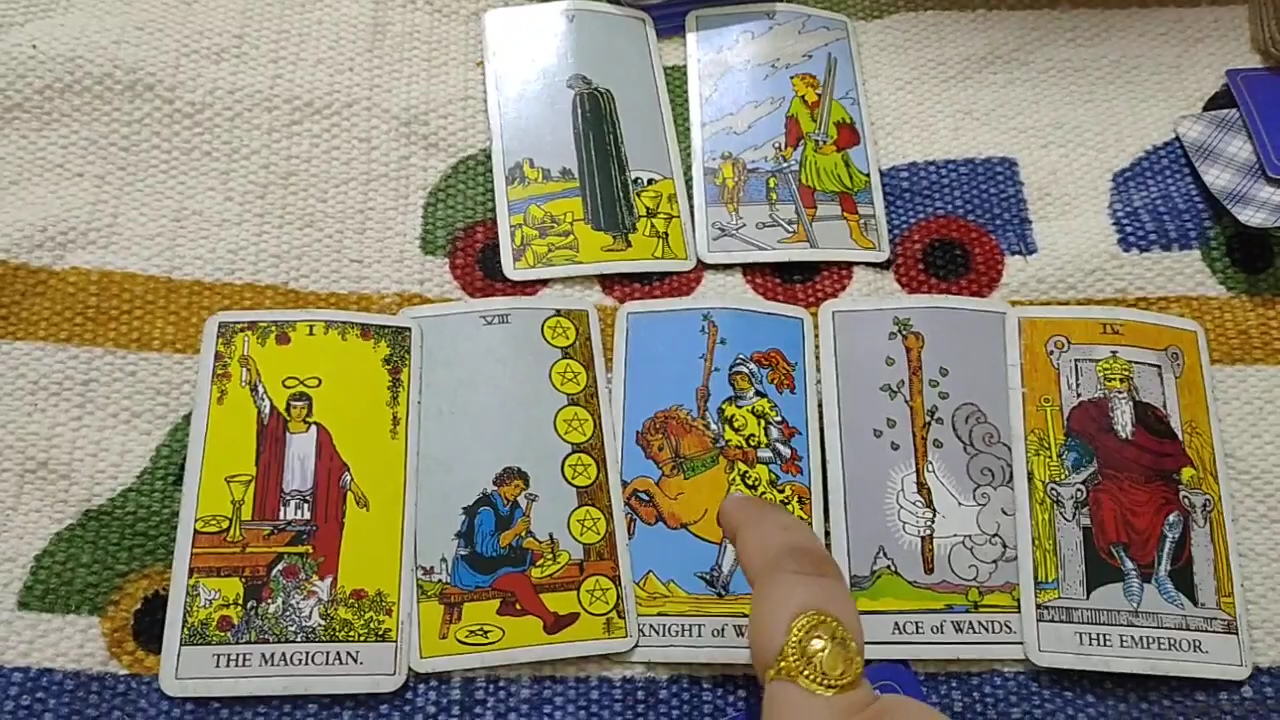 V
V
I
THE MAGICIAN.
VIII
KNIGHT of W
ACE of WANDS.
IV
THE EMPEROR.